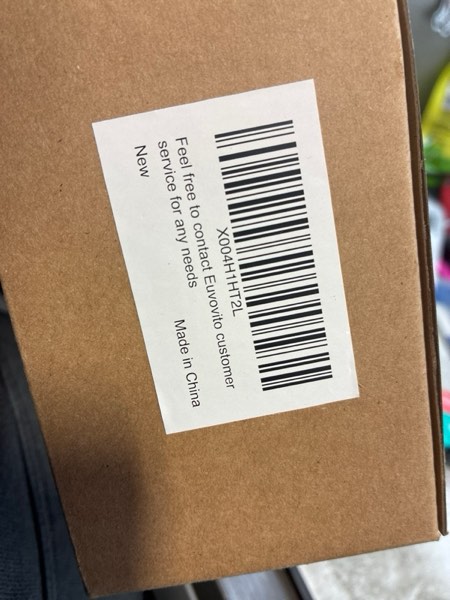 X004H1HT2L
Feel free to contact Euvovito customer
service for any needs
Made in China
New